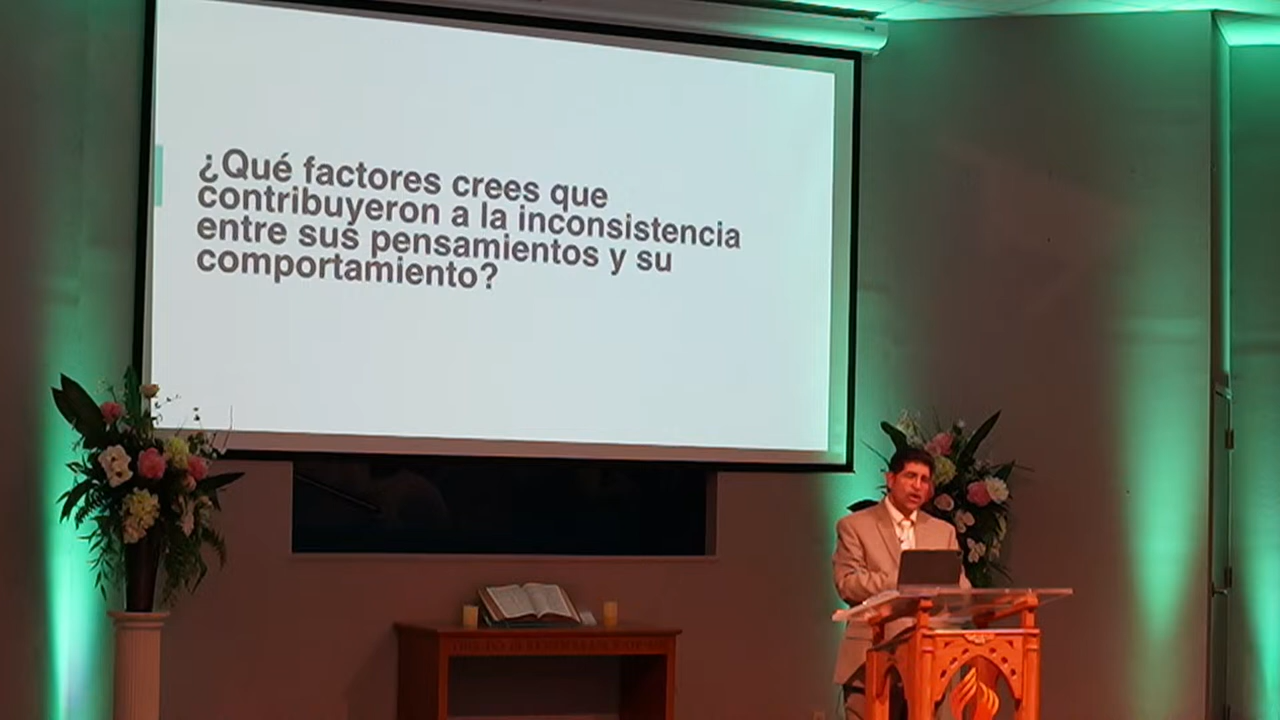 ¿Qué factores crees que
contribuyeron a la inconsistencia
entre sus pensamientos y su
comportamiento?